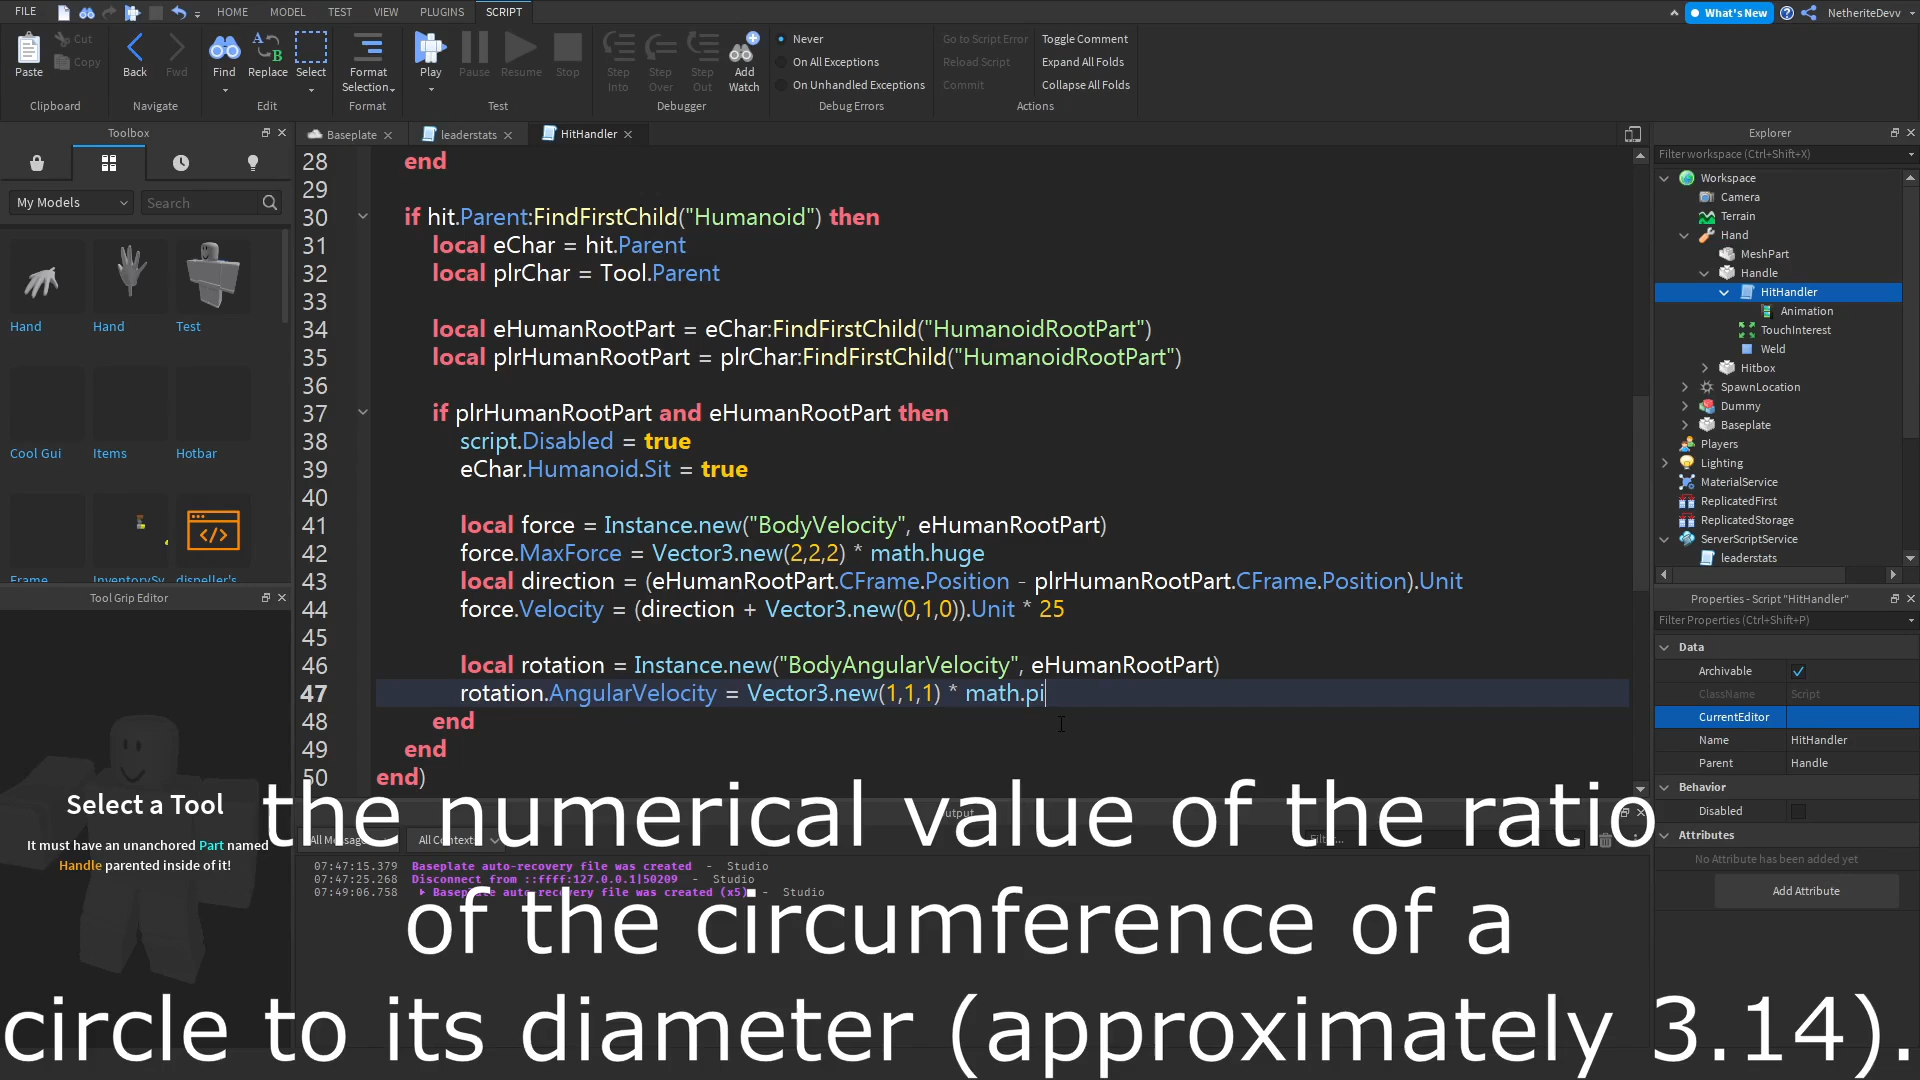 FILE HOME MODEL TEST VIEW PLUGINS SCRIPT What's New NetheriteDevv
Paste Cut Copy Clipboard
Back Fwd Navigate
Find Replace Select Edit
Format Selection Format
Play Pause Resume Stop Test
Step Into Step Over Step Out Add Watch Debugger
Never
On All Exceptions
On Unhandled Exceptions
Debug Errors
Go to Script Error Toggle Comment
Reload Script Expand All Folds
Commit Collapse All Folds
Actions
Toolbox
My Models Search
Hand Hand Test
Cool Gui Items Hotbar
Frame InventorySy dispeller's
Tool Grip Editor
Select a Tool
It must have an unanchored Part named
Handle parented inside of it!
Baseplate leaderstats HitHandler
28 end
29
30 if hit.Parent:FindFirstChild("Humanoid") then
31 local eChar = hit.Parent
32 local plrChar = Tool.Parent
33
34 local eHumanRootPart = eChar:FindFirstChild("HumanoidRootPart")
35 local plrHumanRootPart = plrChar:FindFirstChild("HumanoidRootPart")
36
37 if plrHumanRootPart and eHumanRootPart then
38 script.Disabled = true
39 eChar.Humanoid.Sit = true
40
41 local force = Instance.new("BodyVelocity", eHumanRootPart)
42 force.MaxForce = Vector3.new(2,2,2) * math.huge
43 local direction = (eHumanRootPart.CFrame.Position - plrHumanRootPart.CFrame.Position).Unit
44 force.Velocity = (direction + Vector3.new(0,1,0)).Unit * 25
45
46 local rotation = Instance.new("BodyAngularVelocity", eHumanRootPart)
47 rotation.AngularVelocity = Vector3.new(1,1,1) * math.pi
48 end
49 end
50 end)
07:47:15.379 Baseplate auto-recovery file was created - Studio
07:47:25.268 Disconnect from ::ffff:127.0.0.1|50209 - Studio
07:49:06.758 Baseplate auto-recovery file was created (x5) - Studio
Explorer
Filter workspace (Ctrl+Shift+X)
Workspace
Camera
Terrain
Hand
MeshPart
Handle
HitHandler
Animation
TouchInterest
Weld
Hitbox
SpawnLocation
Dummy
Baseplate
Players
Lighting
MaterialService
ReplicatedFirst
ReplicatedStorage
ServerScriptService
leaderstats
Properties - Script "HitHandler"
Filter Properties (Ctrl+Shift+P)
Data
Archivable
ClassName Script
CurrentEditor
Name HitHandler
Parent Handle
Behavior
Disabled
Attributes
No Attribute has been added yet
Add Attribute
the numerical value of the ratio
of the circumference of a
circle to its diameter (approximately 3.14).